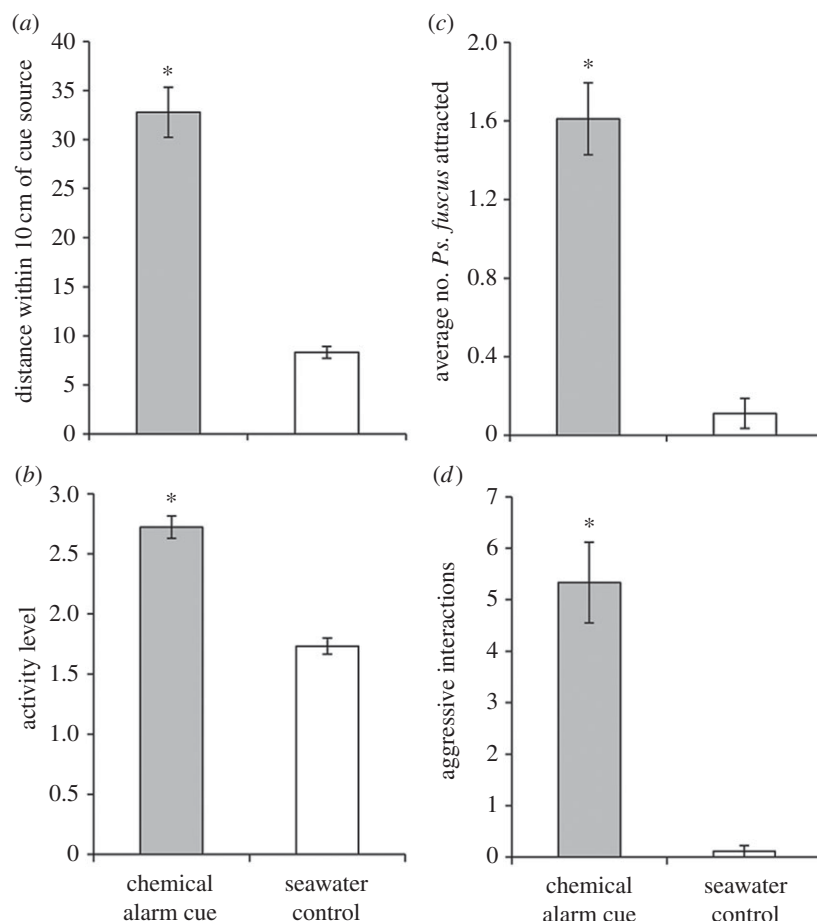 (a)
distance within 10 cm of cue source
40
35
30
25
20
15
10
5
0
*
(b)
activity level
3.0
2.5
2.0
1.5
1.0
0.5
0
*
chemical
alarm cue
seawater
control
(c)
average no. Ps. fuscus attracted
2.0
1.6
1.2
0.8
0.4
0
*
(d)
aggressive interactions
7
6
5
4
3
2
1
0
*
chemical
alarm cue
seawater
control